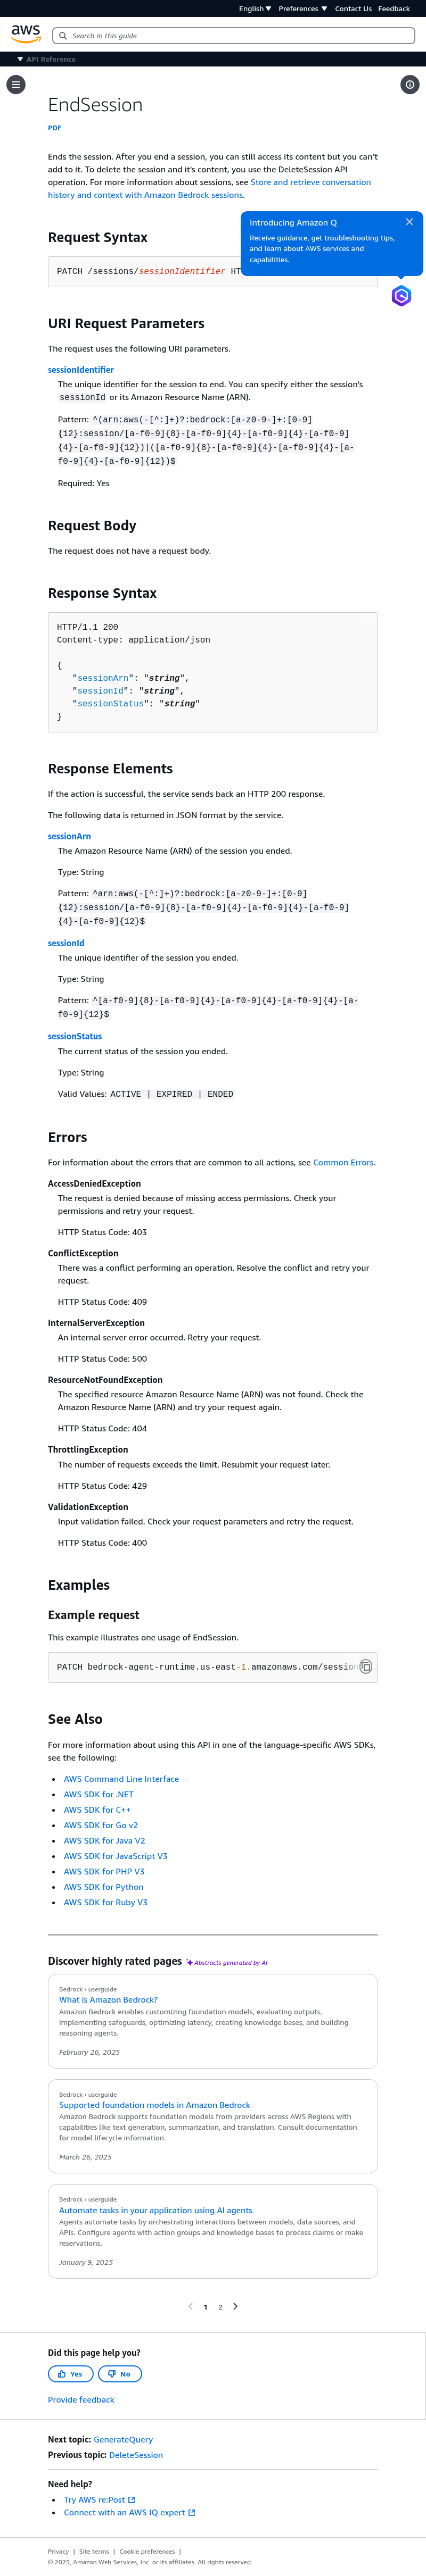 English Preferences Contact Us Feedback
aws
Search in this guide
API Reference
EndSession
PDF
Ends the session. After you end a session, you can still access its content but you can't
add to it. To delete the session and it's content, you use the DeleteSession API
operation. For more information about sessions, see Store and retrieve conversation
history and context with Amazon Bedrock sessions.
Introducing Amazon Q
Receive guidance, get troubleshooting tips,
and learn about AWS services and
capabilities.
Request Syntax
PATCH /sessions/sessionIdentifier
URI Request Parameters
The request uses the following URI parameters.
sessionIdentifier
The unique identifier for the session to end. You can specify either the session's
sessionId or its Amazon Resource Name (ARN).
Pattern: ^(arn:aws(-[^:]+)?:bedrock:[a-z0-9-]+:[0-9]
{12}:session/[a-f0-9]{8}-[a-f0-9]{4}-[a-f0-9]{4}-[a-f0-9]
{4}-[a-f0-9]{12})|([a-f0-9]{8}-[a-f0-9]{4}-[a-f0-9]{4}-[a-
f0-9]{4}-[a-f0-9]{12})$
Required: Yes
Request Body
The request does not have a request body.
Response Syntax
HTTP/1.1 200
Content-type: application/json
{
"sessionArn": "string",
"sessionId": "string",
"sessionStatus": "string"
}
Response Elements
If the action is successful, the service sends back an HTTP 200 response.
The following data is returned in JSON format by the service.
sessionArn
The Amazon Resource Name (ARN) of the session you ended.
Type: String
Pattern: ^arn:aws(-[^:]+)?:bedrock:[a-z0-9-]+:[0-9]
{12}:session/[a-f0-9]{8}-[a-f0-9]{4}-[a-f0-9]{4}-[a-f0-9]
{4}-[a-f0-9]{12}$
sessionId
The unique identifier of the session you ended.
Type: String
Pattern: ^[a-f0-9]{8}-[a-f0-9]{4}-[a-f0-9]{4}-[a-f0-9]{4}-[a-
f0-9]{12}$
sessionStatus
The current status of the session you ended.
Type: String
Valid Values: ACTIVE | EXPIRED | ENDED
Errors
For information about the errors that are common to all actions, see Common Errors.
AccessDeniedException
The request is denied because of missing access permissions. Check your
permissions and retry your request.
HTTP Status Code: 403
ConflictException
There was a conflict performing an operation. Resolve the conflict and retry your
request.
HTTP Status Code: 409
InternalServerException
An internal server error occurred. Retry your request.
HTTP Status Code: 500
ResourceNotFoundException
The specified resource Amazon Resource Name (ARN) was not found. Check the
Amazon Resource Name (ARN) and try your request again.
HTTP Status Code: 404
ThrottlingException
The number of requests exceeds the limit. Resubmit your request later.
HTTP Status Code: 429
ValidationException
Input validation failed. Check your request parameters and retry the request.
HTTP Status Code: 400
Examples
Example request
This example illustrates one usage of EndSession.
PATCH bedrock-agent-runtime.us-east-1.amazonaws.com/session
See Also
For more information about using this API in one of the language-specific AWS SDKs,
see the following:
• AWS Command Line Interface
• AWS SDK for .NET
• AWS SDK for C++
• AWS SDK for Go v2
• AWS SDK for Java V2
• AWS SDK for JavaScript V3
• AWS SDK for PHP V3
• AWS SDK for Python
• AWS SDK for Ruby V3
Discover highly rated pages Abstracts generated by AI
Bedrock › userguide
What is Amazon Bedrock?
Amazon Bedrock enables customizing foundation models, evaluating outputs,
implementing safeguards, optimizing latency, creating knowledge bases, and building
reasoning agents.
February 26, 2025
Bedrock › userguide
Supported foundation models in Amazon Bedrock
Amazon Bedrock supports foundation models from providers across AWS Regions with
capabilities like text generation, summarization, and translation. Consult documentation
for model lifecycle information.
March 26, 2025
Bedrock › userguide
Automate tasks in your application using AI agents
Agents automate tasks by orchestrating interactions between models, data sources, and
APIs. Configure agents with action groups and knowledge bases to process claims or make
reservations.
January 9, 2025
1 2
Did this page help you?
Yes No
Provide feedback
Next topic: GenerateQuery
Previous topic: DeleteSession
Need help?
• Try AWS re:Post
• Connect with an AWS IQ expert
Privacy | Site terms | Cookie preferences |
© 2025, Amazon Web Services, Inc. or its affiliates. All rights reserved.